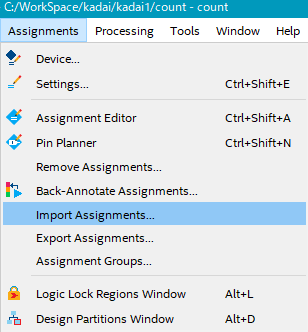 C:/WorkSpace/kadai/kadai1/count - count
Assignments Processing Tools Window Help
Device...
Settings... Ctrl+Shift+E
Assignment Editor Ctrl+Shift+A
Pin Planner Ctrl+Shift+N
Remove Assignments...
Back-Annotate Assignments...
Import Assignments...
Export Assignments...
Assignment Groups...
Logic Lock Regions Window Alt+L
Design Partitions Window Alt+D